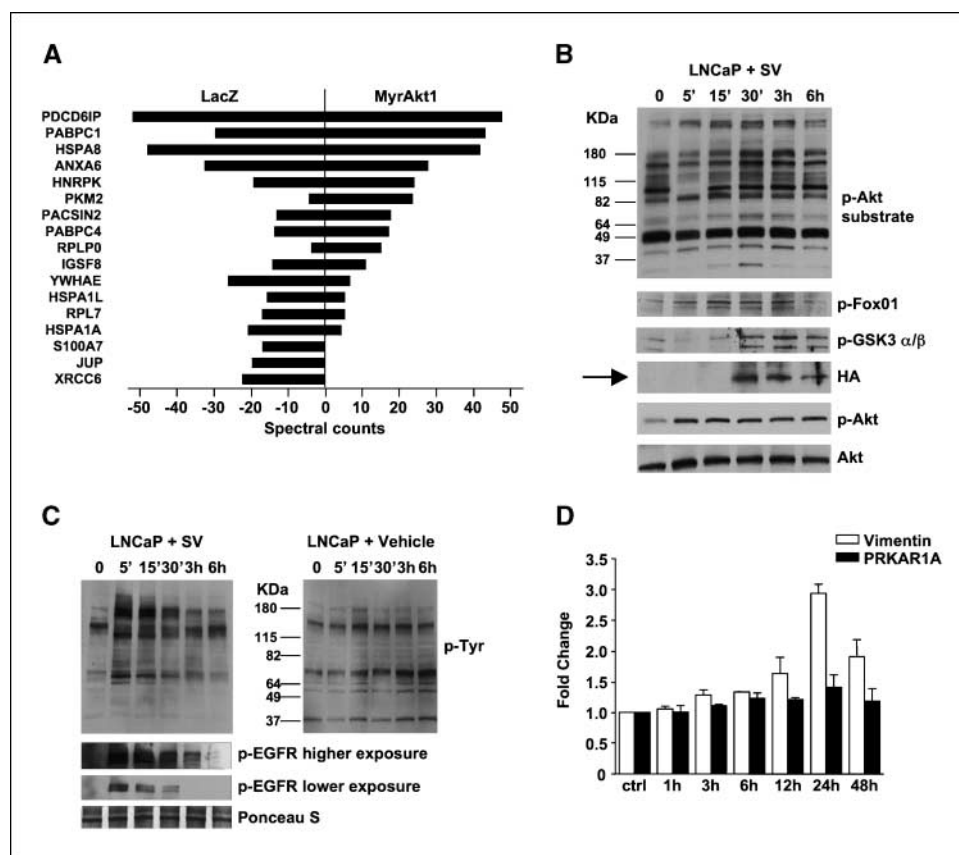 A
LacZ MyrAkt1
PDCD6IP
PABPC1
HSPA8
ANXA6
HNRPK
PKM2
PACSIN2
PABPC4
RPLP0
IGSF8
YWHAE
HSPA1L
RPL7
HSPA1A
S100A7
JUP
XRCC6
-50 -40 -30 -20 -10 0 10 20 30 40 50
Spectral counts
B
LNCaP + SV
0 5' 15' 30' 3h 6h
KDa
180
115
82
64
49
37
p-Akt
substrate
p-Fox01
p-GSK3 α/β
HA
p-Akt
Akt
C
LNCaP + SV
0 5' 15' 30' 3h 6h
LNCaP + Vehicle
0 5' 15' 30' 3h 6h
KDa
180
115
82
64
49
37
p-Tyr
p-EGFR higher exposure
p-EGFR lower exposure
Ponceau S
D
Vimentin
PRKAR1A
Fold Change
3.5
3.0
2.5
2.0
1.5
1.0
0.5
0
ctrl 1h 3h 6h 12h 24h 48h